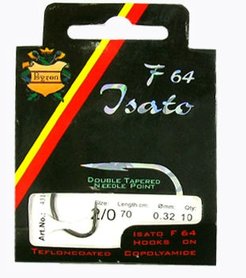 Byron
F 64
Isato
Double Tapered
Needle Point
Size: Length cm: Ømm Qty:
2/0 70 0.32 10
Art.No.:
Isato F 64
Hooks on
Tefloncoated Copolyamide